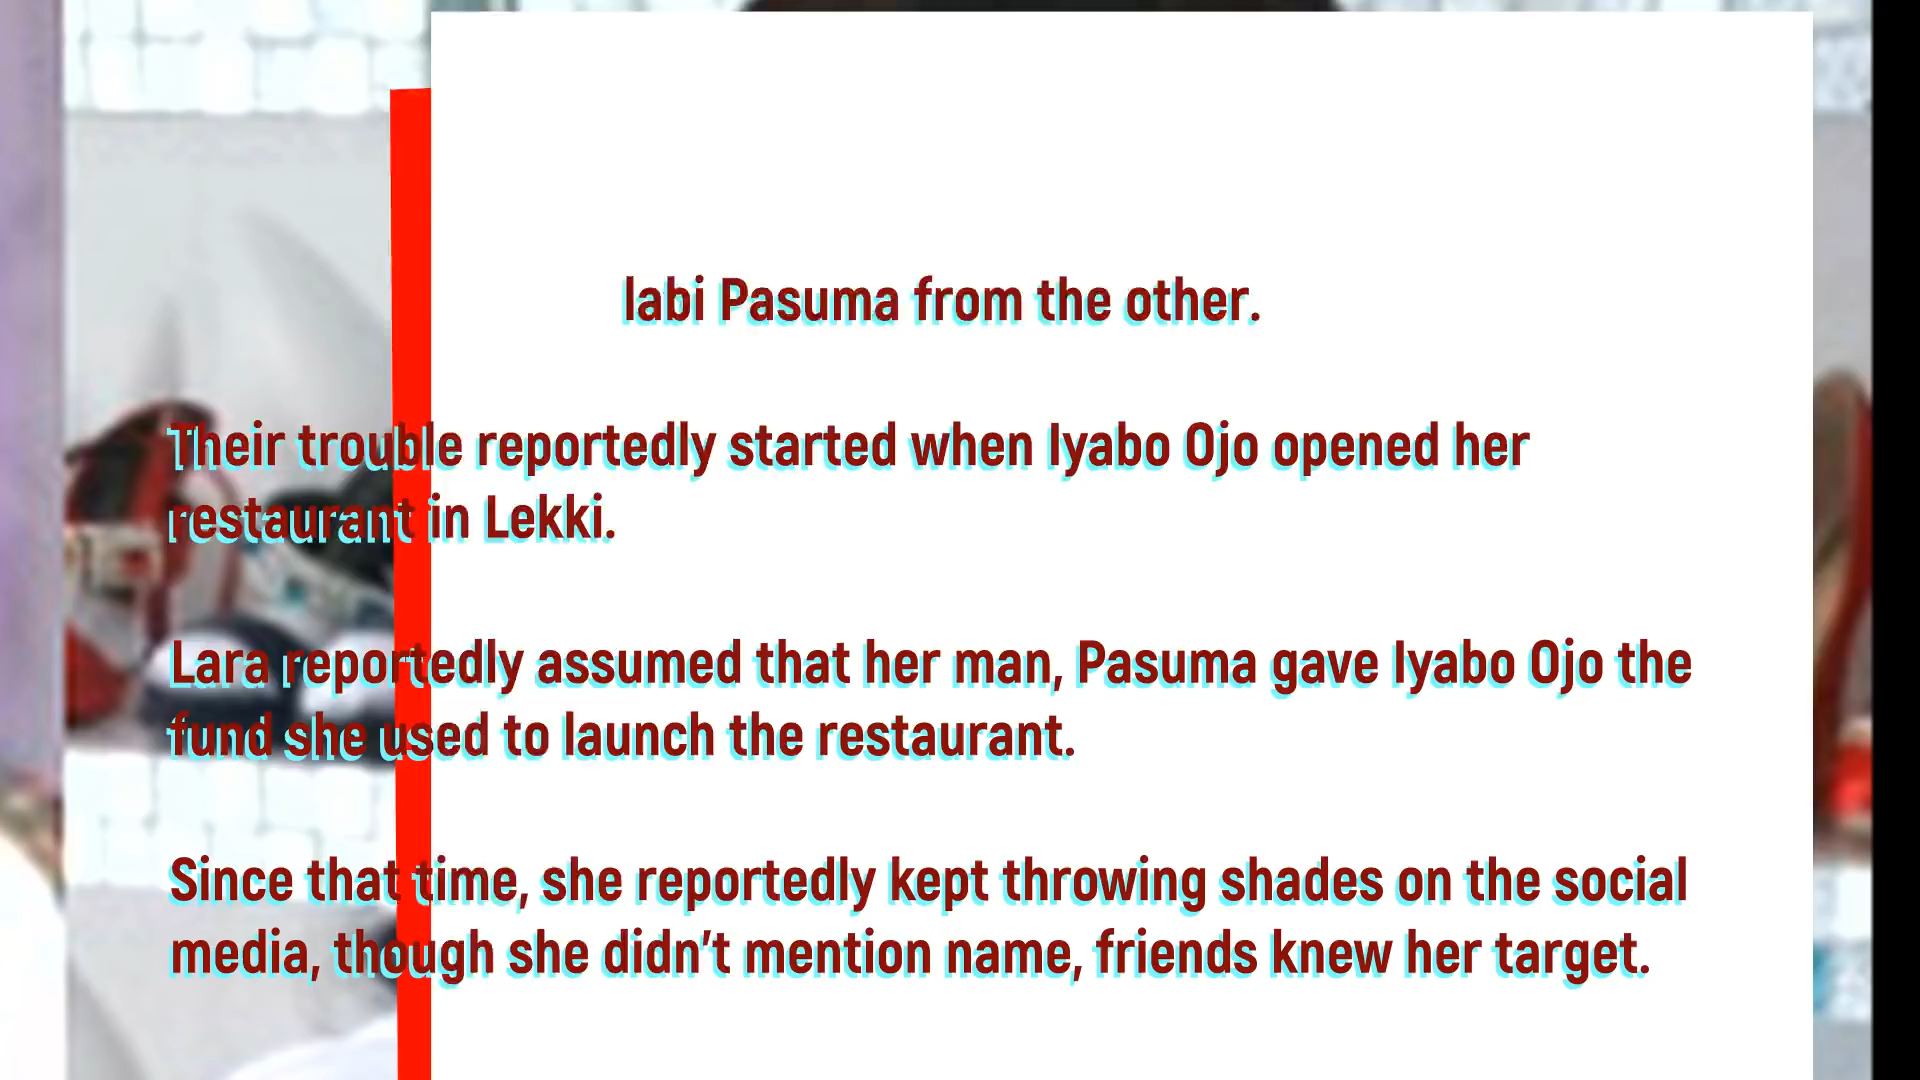 labi Pasuma from the other.
Their trouble reportedly started when Iyabo Ojo opened her
restaurant in Lekki.
Lara reportedly assumed that her man, Pasuma gave Iyabo Ojo the
fund she used to launch the restaurant.
Since that time, she reportedly kept throwing shades on the social
media, though she didn't mention name, friends knew her target.